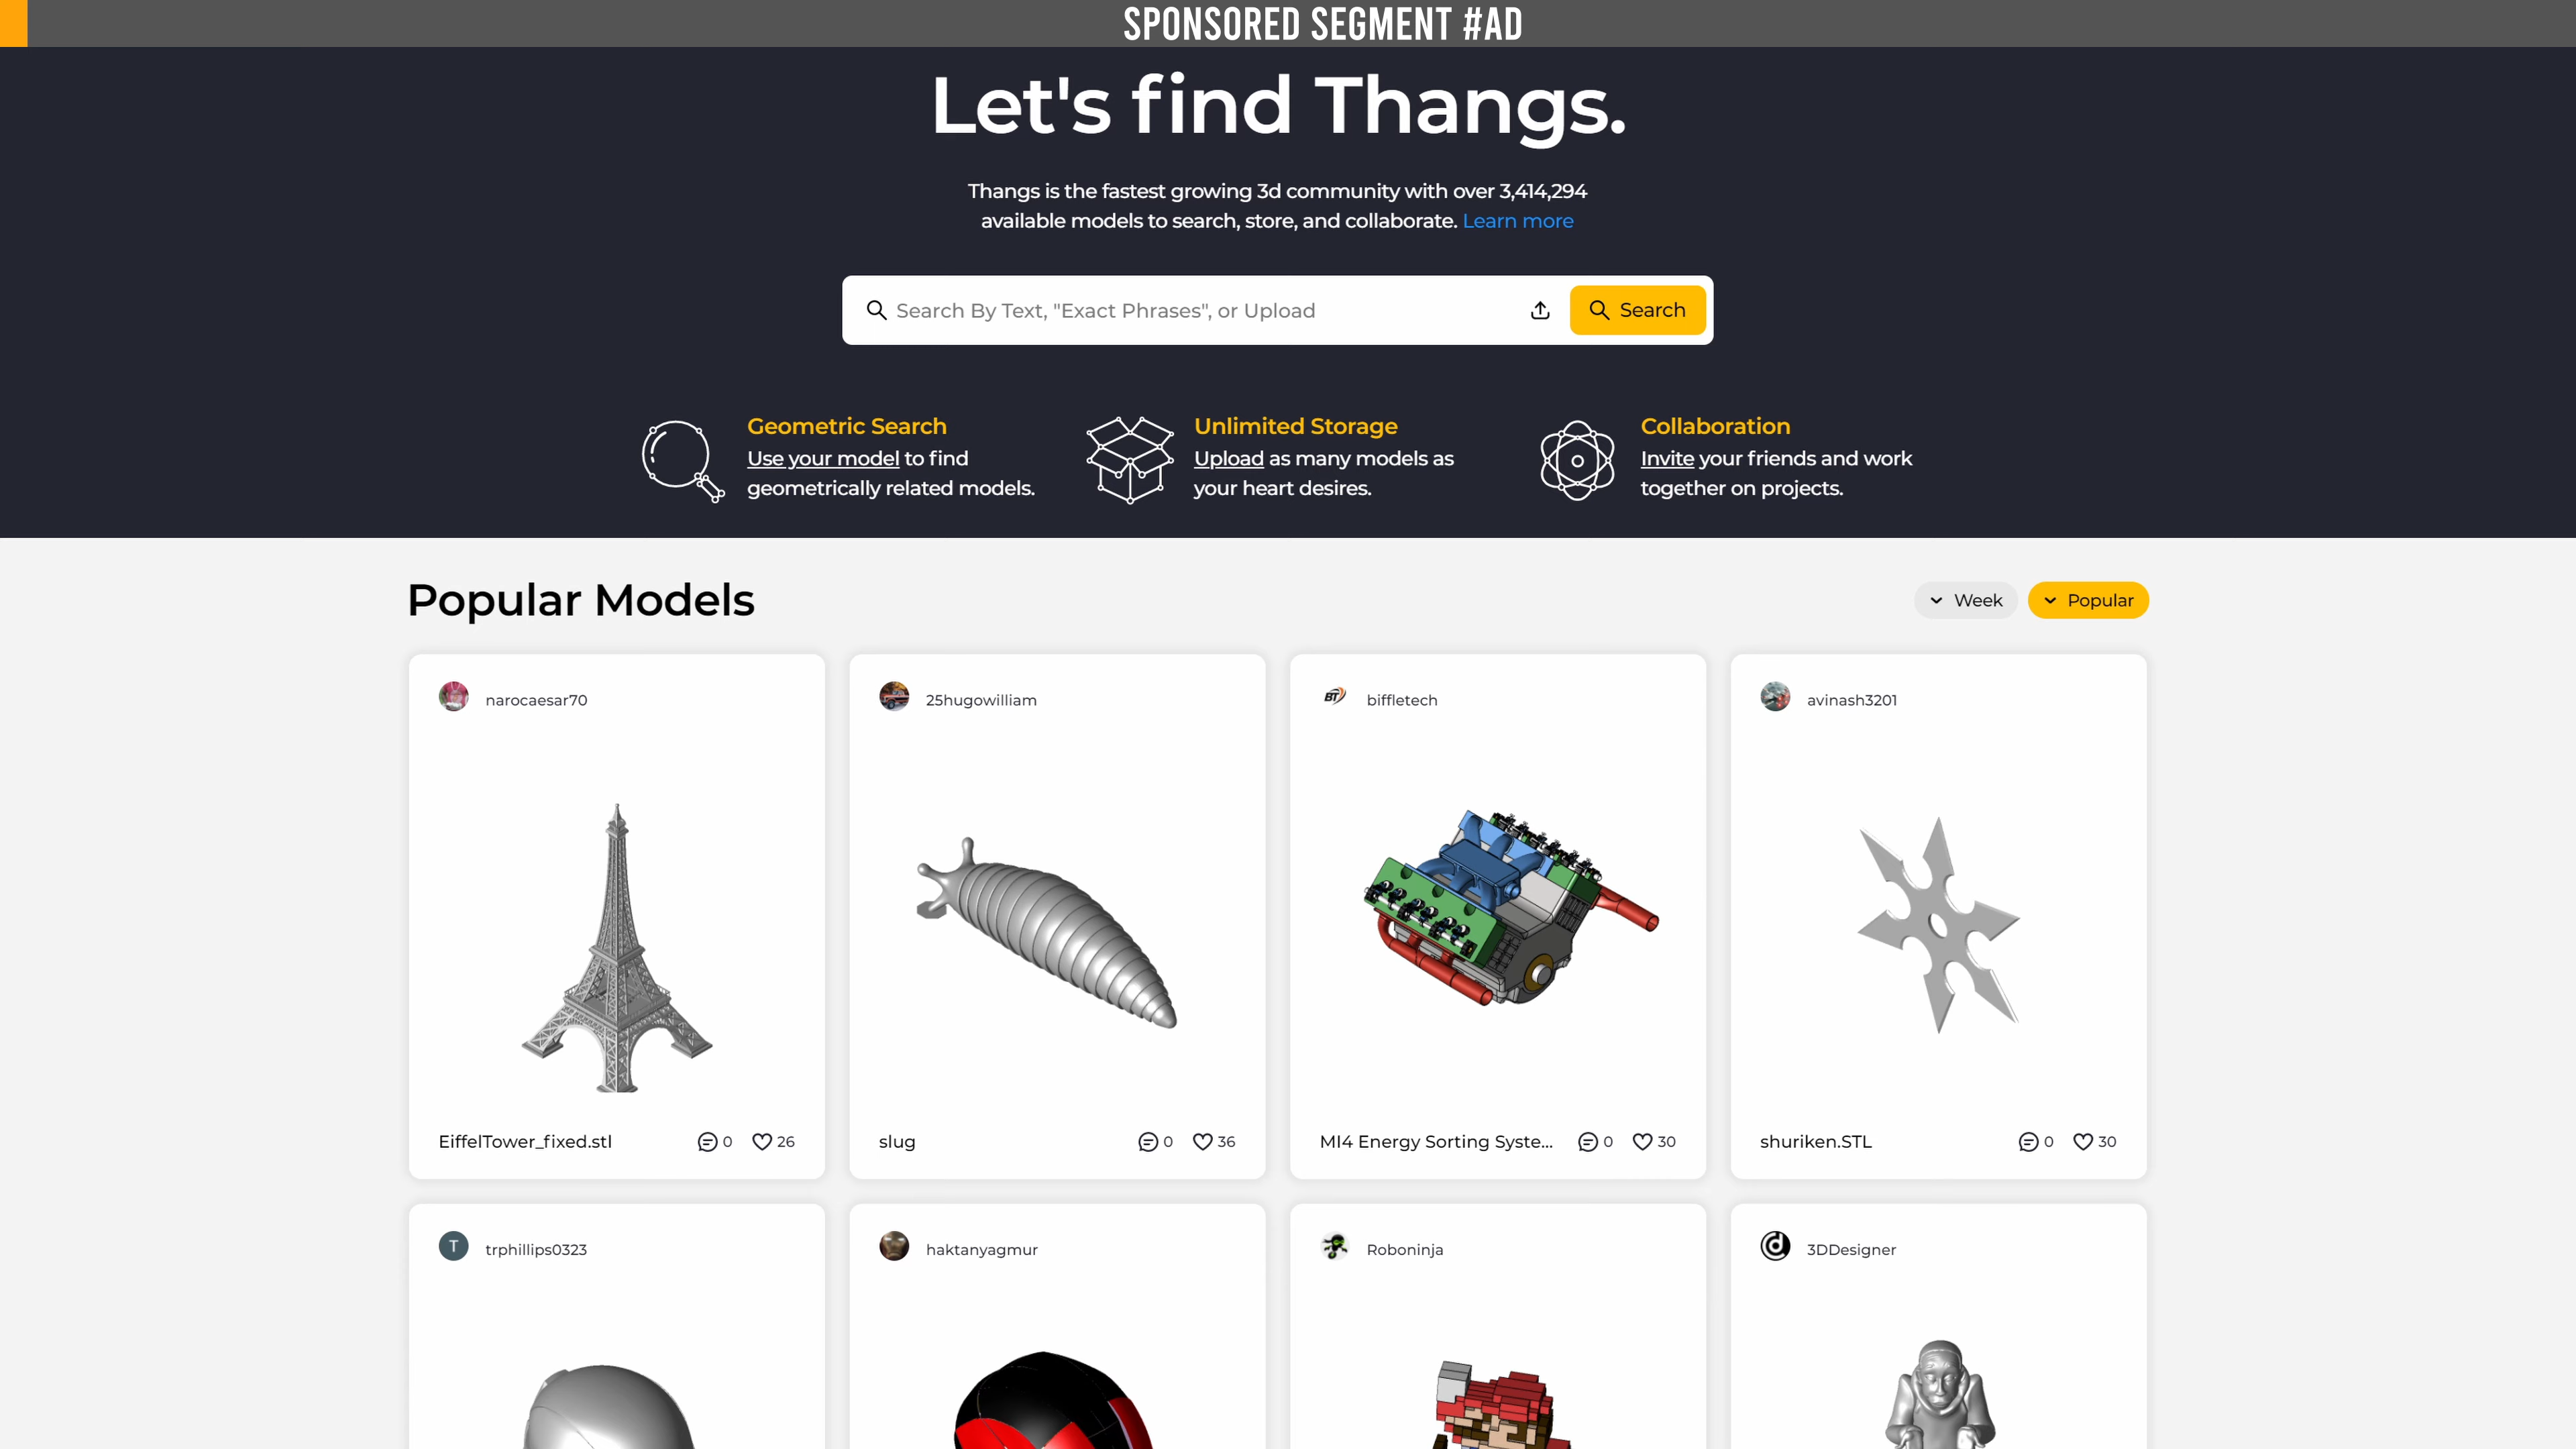 SPONSORED SEGMENT #AD
Let's find Thangs.
Thangs is the fastest growing 3d community with over 3,414,294
available models to search, store, and collaborate. Learn more
Search By Text, "Exact Phrases", or Upload
Search
Geometric Search
Use your model to find
geometrically related models.
Unlimited Storage
Upload as many models as
your heart desires.
Collaboration
Invite your friends and work
together on projects.
Popular Models
Week
Popular
narocaesar70
25hugowilliam
BT
biffletech
avinash3201
EiffelTower_fixed.stl
0
26
slug
0
36
MI4 Energy Sorting Syste...
0
30
shuriken.STL
0
30
T
trphillips0323
haktanyagmur
Roboninja
d
3DDesigner